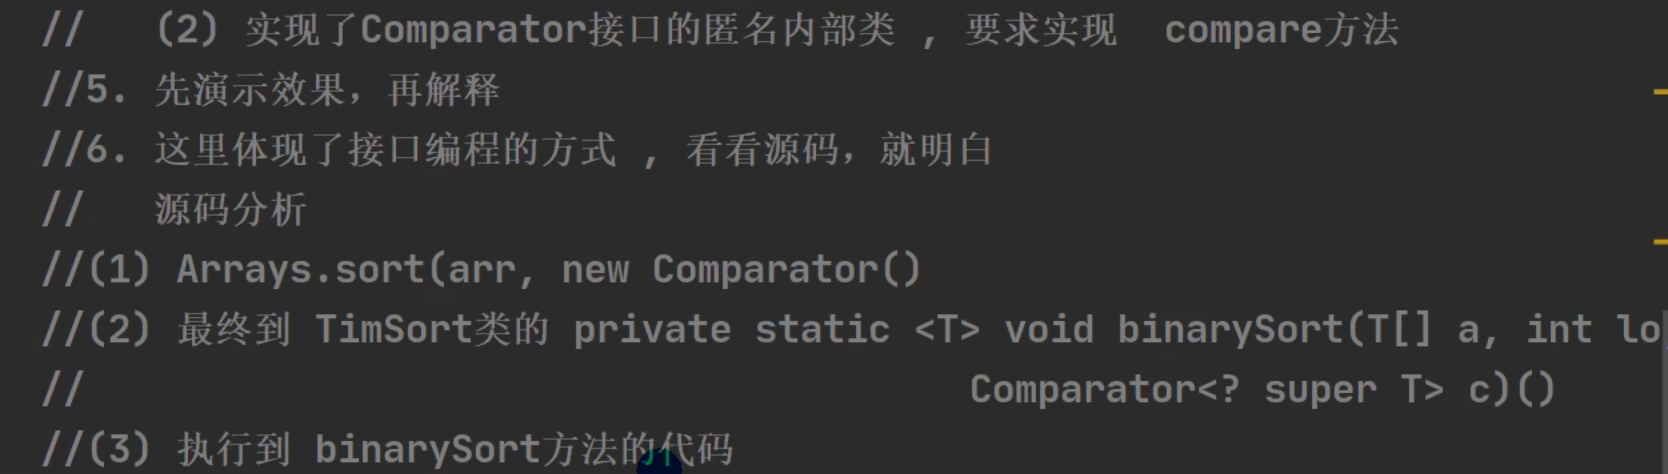 //   (2) 实现了Comparator接口的匿名内部类 , 要求实现  compare方法
//5. 先演示效果，再解释
//6. 这里体现了接口编程的方式 , 看看源码，就明白
//   源码分析
//(1) Arrays.sort(arr, new Comparator()
//(2) 最终到 TimSort类的 private static <T> void binarySort(T[] a, int lo
//                                       Comparator<? super T> c)()
//(3) 执行到 binarySort方法的代码